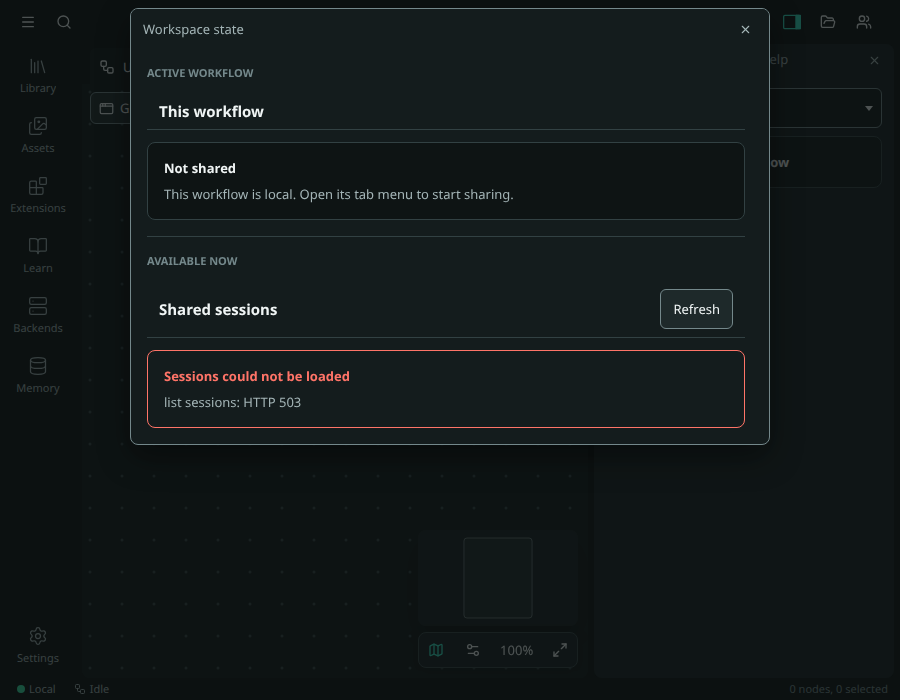 Workspace state
ACTIVE WORKFLOW
This workflow
Not shared
This workflow is local. Open its tab menu to start sharing.
AVAILABLE NOW
Shared sessions
Refresh
Sessions could not be loaded
list sessions: HTTP 503
Library
Assets
Extensions
Learn
Backends
Memory
Settings
100%
Local
Idle
0 nodes, 0 selected